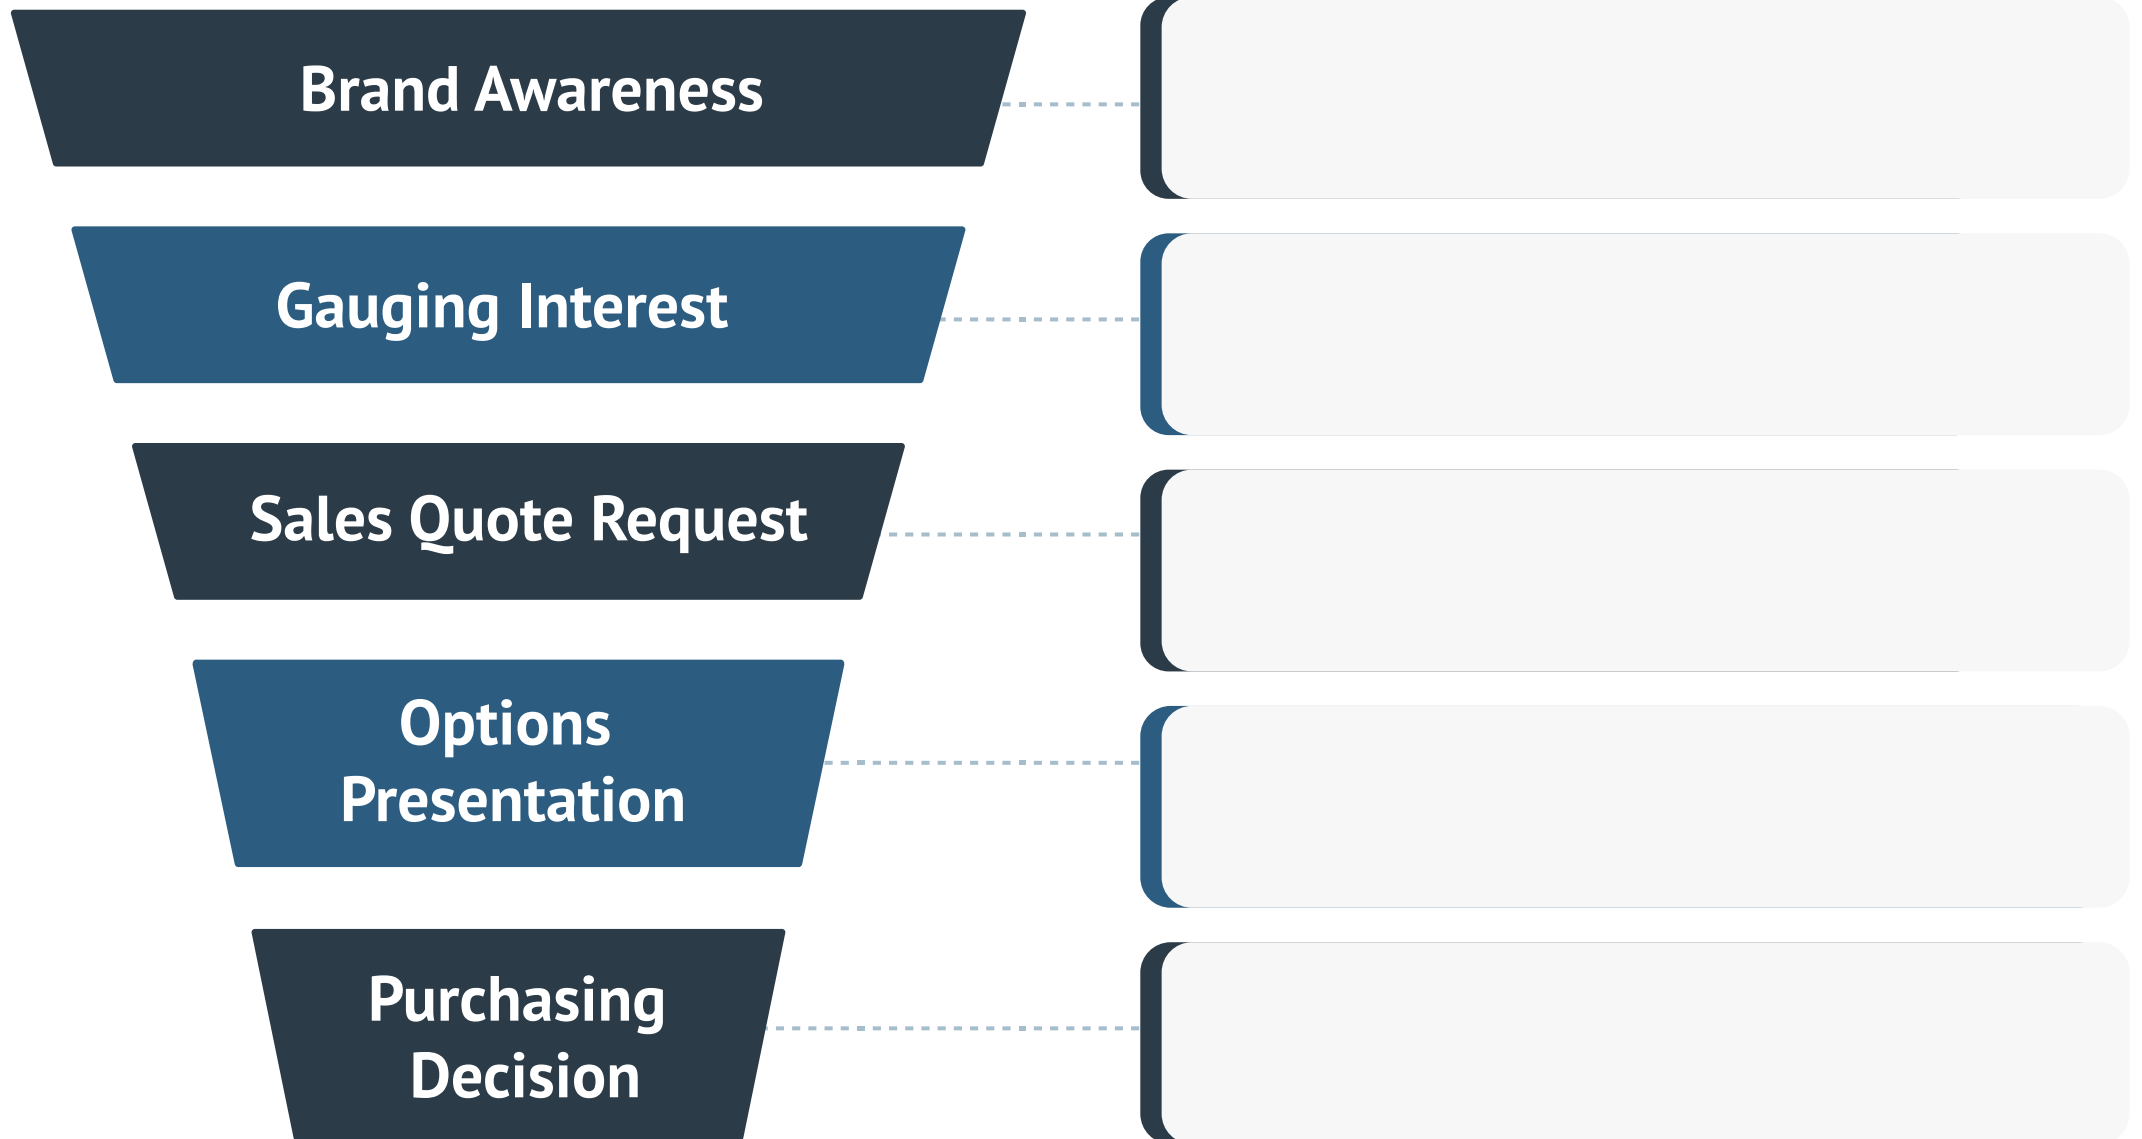 Brand Awareness
Gauging Interest
Sales Quote Request
Options
Presentation
Purchasing
Decision